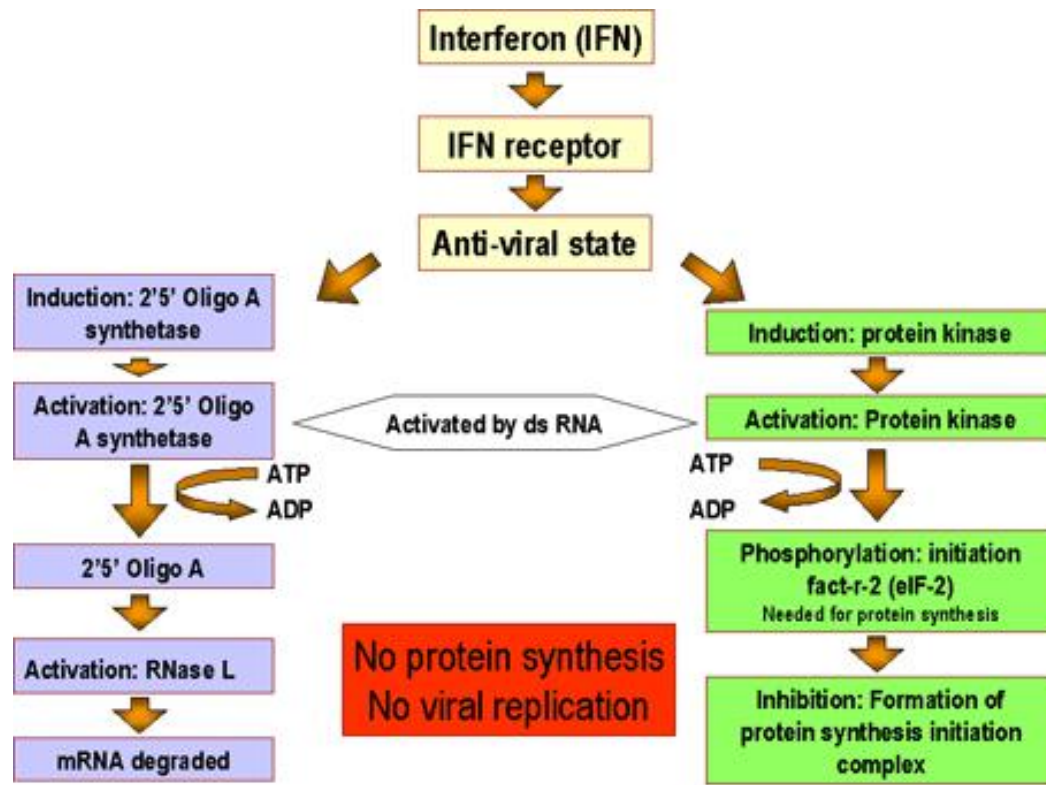 Interferon (IFN)
IFN receptor
Anti-viral state
Induction: 2'5' Oligo A
synthetase
Activation: 2'5' Oligo
A synthetase
ATP
ADP
2'5' Oligo A
Activation: RNase L
mRNA degraded
Activated by ds RNA
No protein synthesis
No viral replication
Induction: protein kinase
Activation: Protein kinase
ATP
ADP
Phosphorylation: initiation
fact-r-2 (eIF-2)
Needed for protein synthesis
Inhibition: Formation of
protein synthesis initiation
complex